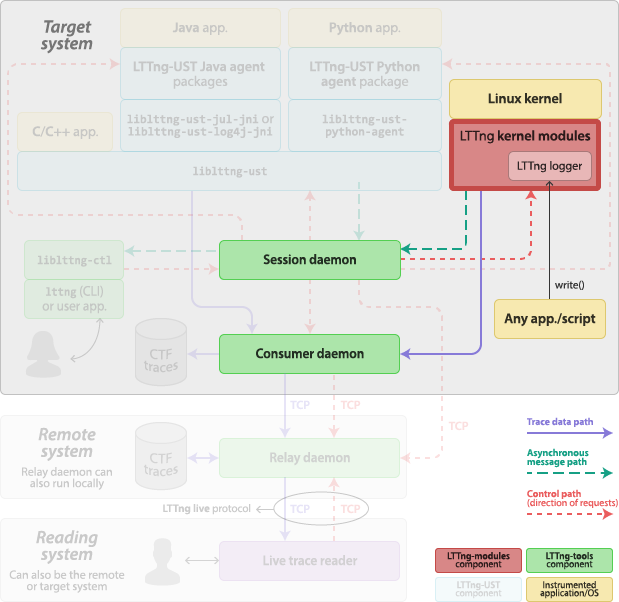 Target
system
Java app.
Python app.
LTTng-UST Java agent
packages
LTTng-UST Python
agent package
Linux kernel
LTTng kernel modules
LTTng logger
C/C++ app.
liblttng-ust-jul-jni or
liblttng-ust-log4j-jni
liblttng-ust-
python-agent
liblttng-ust
liblttng-ctl
lttng (CLI)
or user app.
Session daemon
write()
Any app./script
CTF
traces
Consumer daemon
TCP
TCP
TCP
Remote
system
Relay daemon can
also run locally
CTF
traces
Relay daemon
Trace data path
Asynchronous
message path
Control path
(direction of requests)
LTTng live protocol
TCP
TCP
Reading
system
Can also be the remote
or target system
Live trace reader
LTTng-modules
component
LTTng-tools
component
LTTng-UST
component
Instrumented
application/OS